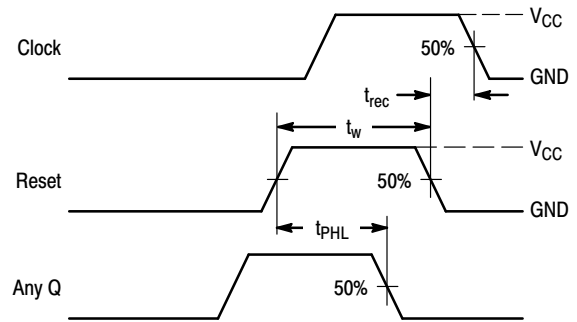 V_CC
Clock
50%
GND
t_rec
t_w
V_CC
Reset
50%
GND
t_PHL
Any Q
50%